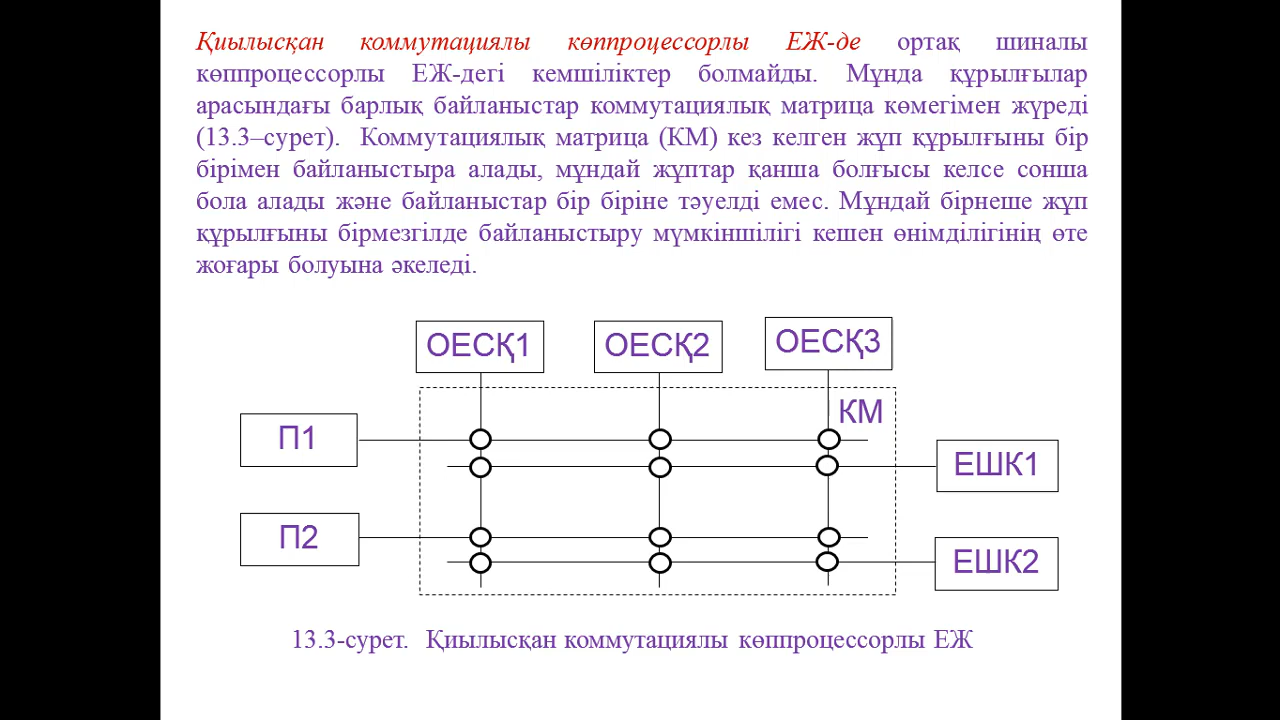 Қиылысқан коммутациялы көппроцессорлы ЕЖ-де ортақ шиналы
көппроцессорлы ЕЖ-дегі кемшіліктер болмайды. Мұнда құрылғылар
арасындағы барлық байланыстар коммутациялық матрица көмегімен жүреді
(13.3–сурет). Коммутациялық матрица (КМ) кез келген жұп құрылғыны бір
бірімен байланыстыра алады, мұндай жұптар қанша болғысы келсе сонша
бола алады және байланыстар бір біріне тәуелді емес. Мұндай бірнеше жұп
құрылғыны бірмезгілде байланыстыру мүмкіншілігі кешен өнімділігінің өте
жоғары болуына әкеледі.
ОЕСҚ1
ОЕСҚ2
ОЕСҚ3
КМ
П1
ЕШК1
П2
ЕШК2
13.3-сурет. Қиылысқан коммутациялы көппроцессорлы ЕЖ